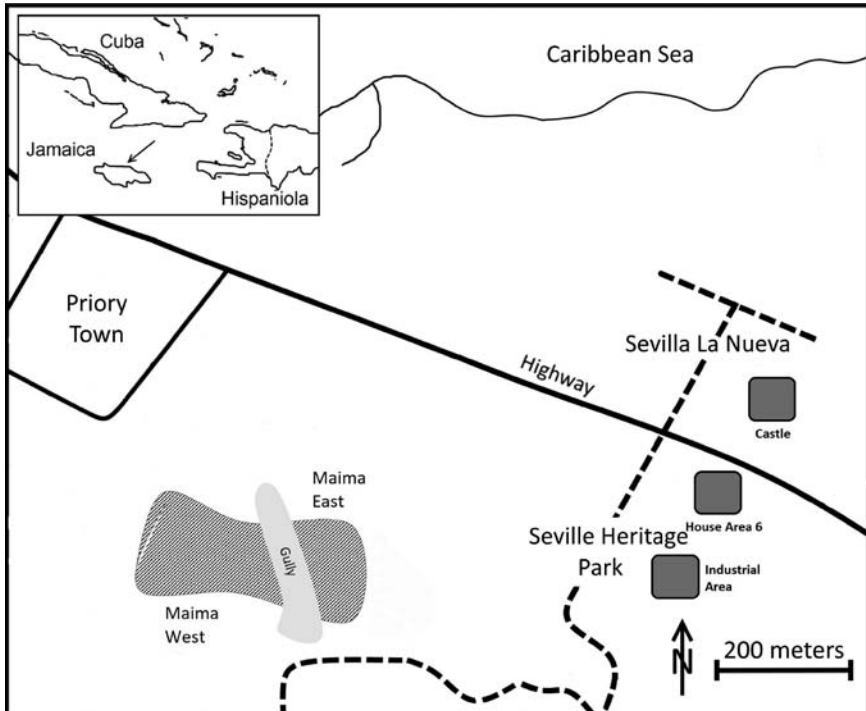 Cuba
Jamaica
Hispaniola
Caribbean Sea
Priory
Town
Highway
Sevilla La Nueva
Castle
House Area 6
Seville Heritage
Park
Industrial
Area
Maima
East
Gully
Maima
West
N
200 meters